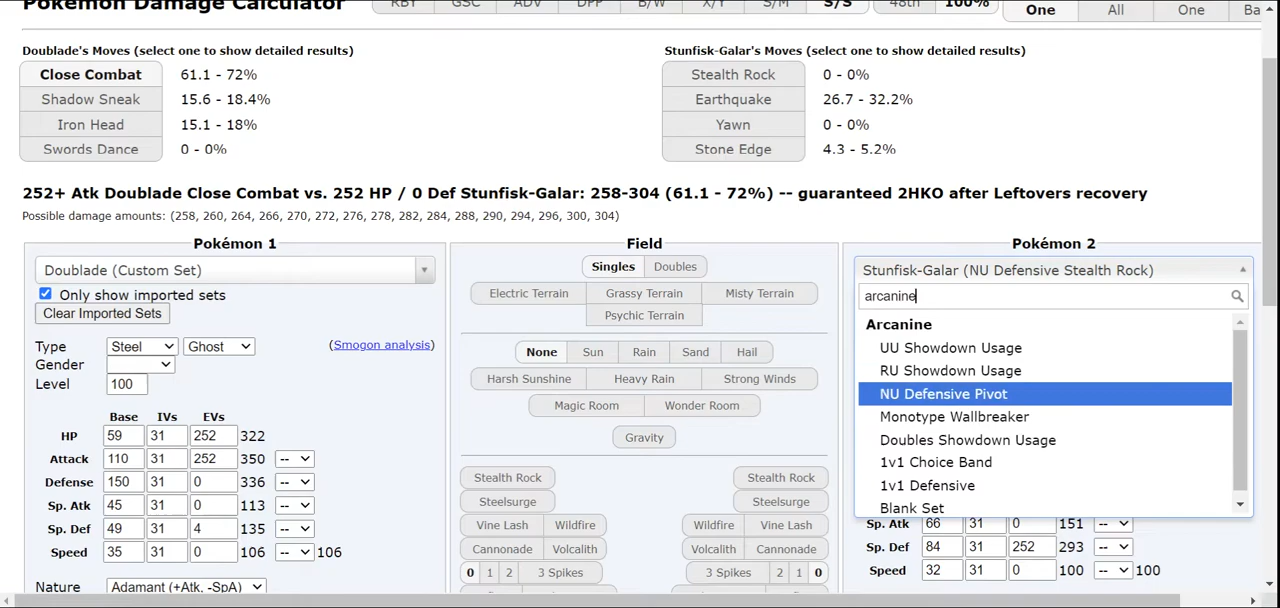 Pokémon Damage Calculator
RBY GSC ADV DPP B/W X/Y S/M S/S 48th 100% One All One Ba
Doublade's Moves (select one to show detailed results)
Close Combat 61.1 - 72%
Shadow Sneak 15.6 - 18.4%
Iron Head 15.1 - 18%
Swords Dance 0 - 0%
Stunfisk-Galar's Moves (select one to show detailed results)
Stealth Rock 0 - 0%
Earthquake 26.7 - 32.2%
Yawn 0 - 0%
Stone Edge 4.3 - 5.2%
252+ Atk Doublade Close Combat vs. 252 HP / 0 Def Stunfisk-Galar: 258-304 (61.1 - 72%) -- guaranteed 2HKO after Leftovers recovery
Possible damage amounts: (258, 260, 264, 266, 270, 272, 276, 278, 282, 284, 288, 290, 294, 296, 300, 304)
Pokémon 1
Doublade (Custom Set)
Only show imported sets
Clear Imported Sets
Type Steel Ghost (Smogon analysis)
Gender
Level 100
Base IVs EVs
HP 59 31 252 322
Attack 110 31 252 350 --
Defense 150 31 0 336 --
Sp. Atk 45 31 0 113 --
Sp. Def 49 31 4 135 --
Speed 35 31 0 106 -- 106
Nature Adamant (+Atk, -SpA)
Field
Singles Doubles
Electric Terrain Grassy Terrain Misty Terrain
Psychic Terrain
None Sun Rain Sand Hail
Harsh Sunshine Heavy Rain Strong Winds
Magic Room Wonder Room
Gravity
Stealth Rock Stealth Rock
Steelsurge Steelsurge
Vine Lash Wildfire Wildfire Vine Lash
Cannonade Volcalith Volcalith Cannonade
0 1 2 3 Spikes 3 Spikes 2 1 0
Pokémon 2
Stunfisk-Galar (NU Defensive Stealth Rock)
arcanine
Arcanine
UU Showdown Usage
RU Showdown Usage
NU Defensive Pivot
Monotype Wallbreaker
Doubles Showdown Usage
1v1 Choice Band
1v1 Defensive
Blank Set
Sp. Atk 66 31 0 151 --
Sp. Def 84 31 252 293 --
Speed 32 31 0 100 -- 100